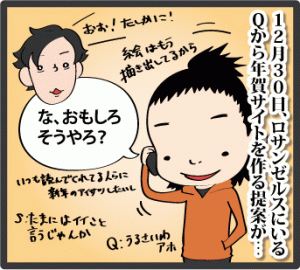 12月30日、ロサンゼルスにいる
Qから年賀サイトを作る提案が…
おお!たしかに!
絵はもう
描き出してるから
な、おもしろ
そうやろ?
いつも読んでくれてる人らに
新年のアイサツしたいし
S:たまにはイイこと
言うじゃんか
Q:うるさいわ
アホ